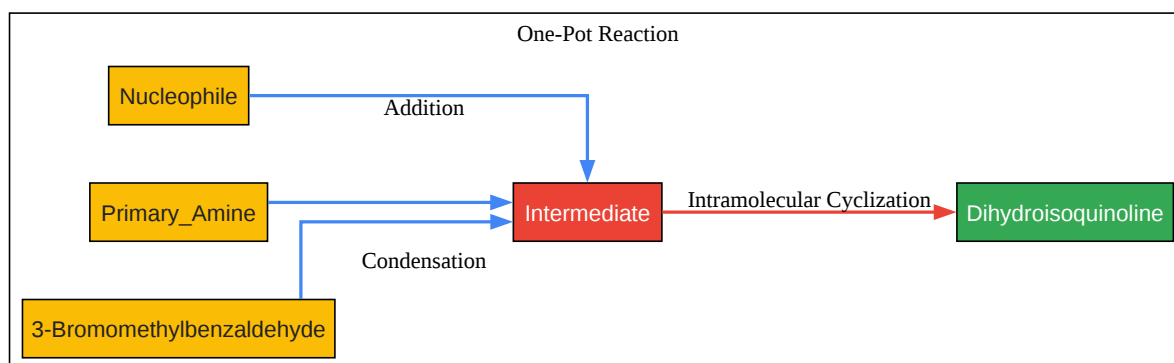 One-Pot Reaction
Nucleophile
Addition
Primary_Amine
Intermediate
Intramolecular Cyclization
Dihydroisoquinoline
Condensation
3-Bromomethylbenzaldehyde